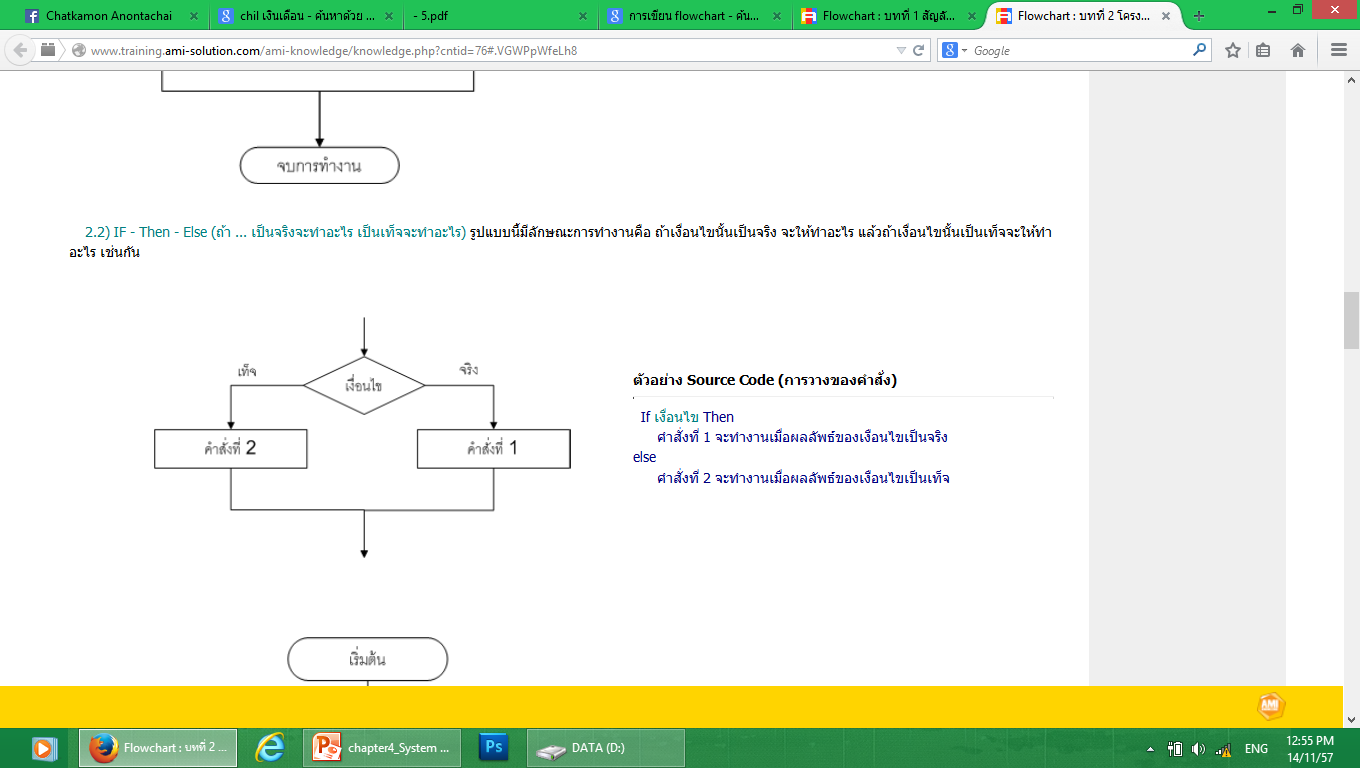 Chatkamon Anontachai
chil เงินเดือน - ค้นหาด้วย ...
- 5.pdf
การเขียน flowchart - ค้น...
Flowchart : บทที่ 1 สัญลั...
Flowchart : บทที่ 2 โครง...
www.training.ami-solution.com/ami-knowledge/knowledge.php?cntid=76#.VGWPpWfeLh8
Google
จบการทำงาน
2.2) IF - Then - Else (ถ้า ... เป็นจริงจะทำอะไร เป็นเท็จจะทำอะไร) รูปแบบนี้มีลักษณะการทำงานคือ ถ้าเงื่อนไขนั้นเป็นจริง จะให้ทำอะไร แล้วถ้าเงื่อนไขนั้นเป็นเท็จจะให้ทำ
อะไร เช่นกัน
เท็จ
จริง
เงื่อนไข
คำสั่งที่ 2
คำสั่งที่ 1
ตัวอย่าง Source Code (การวางของคำสั่ง)
If เงื่อนไข Then
คำสั่งที่ 1 จะทำงานเมื่อผลลัพธ์ของเงื่อนไขเป็นจริง
else
คำสั่งที่ 2 จะทำงานเมื่อผลลัพธ์ของเงื่อนไขเป็นเท็จ
เริ่มต้น
AMI
Flowchart : บทที่ 2 ...
chapter4_System ...
Ps
DATA (D:)
ENG
12:55 PM
14/11/57